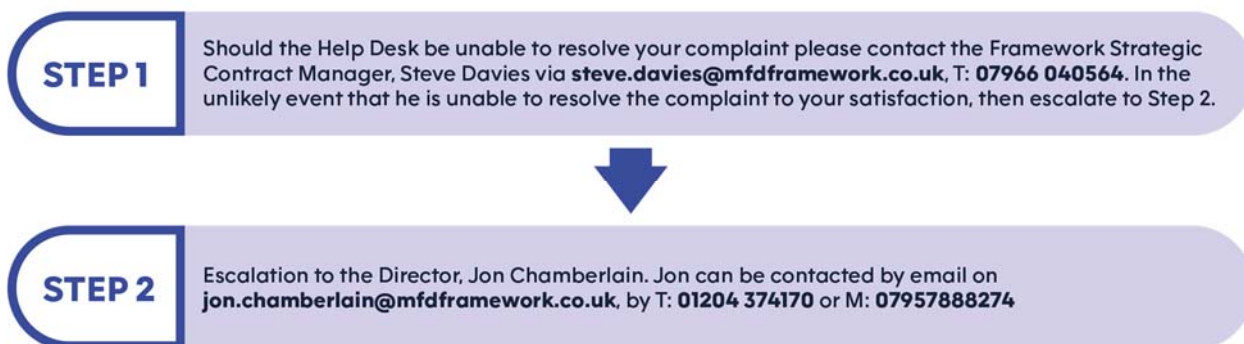 STEP 1
Should the Help Desk be unable to resolve your complaint please contact the Framework Strategic
Contract Manager, Steve Davies via steve.davies@mfdframework.co.uk, T: 07966 040564. In the
unlikely event that he is unable to resolve the complaint to your satisfaction, then escalate to Step 2.
STEP 2
Escalation to the Director, Jon Chamberlain. Jon can be contacted by email on
jon.chamberlain@mfdframework.co.uk, by T: 01204 374170 or M: 07957888274